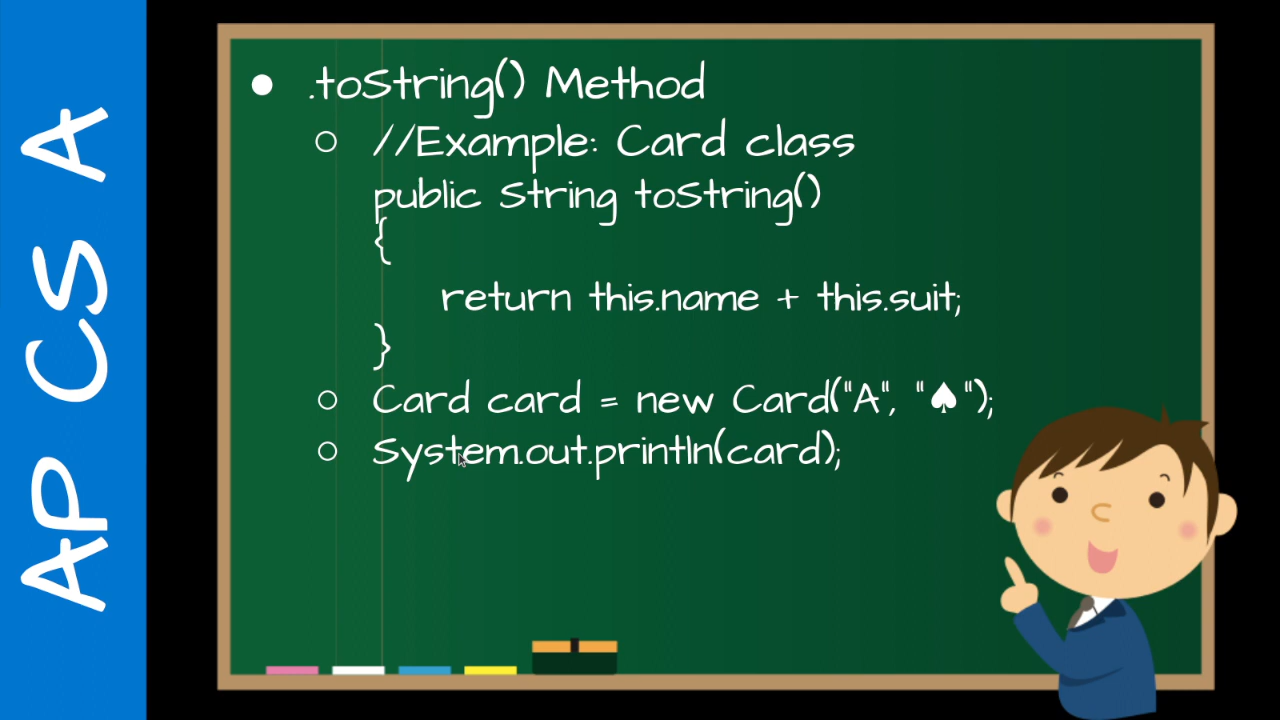 AP CS A
● .toString() Method
○ //Example: Card class
public String toString()
{
return this.name + this.suit;
}
○ Card card = new Card("A", "♠");
○ System.out.println(card);